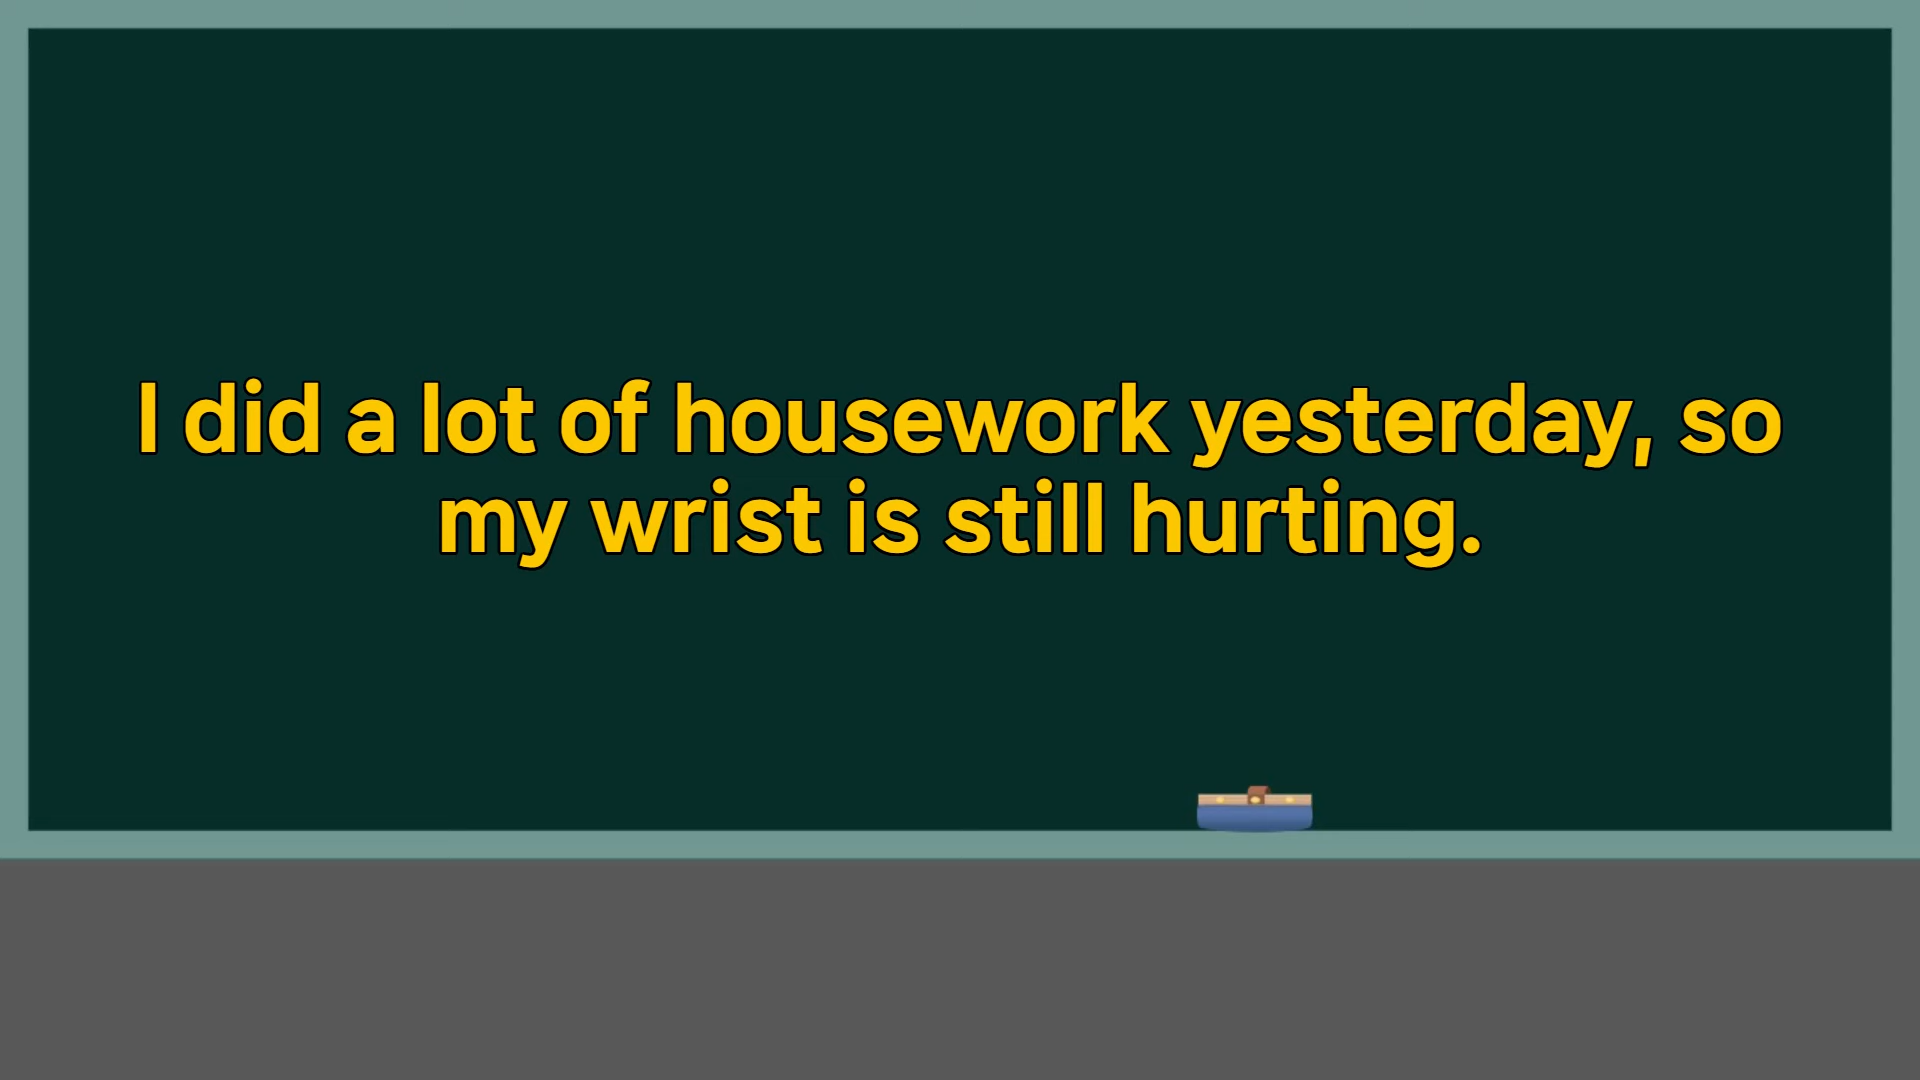 I did a lot of housework yesterday, so
my wrist is still hurting.